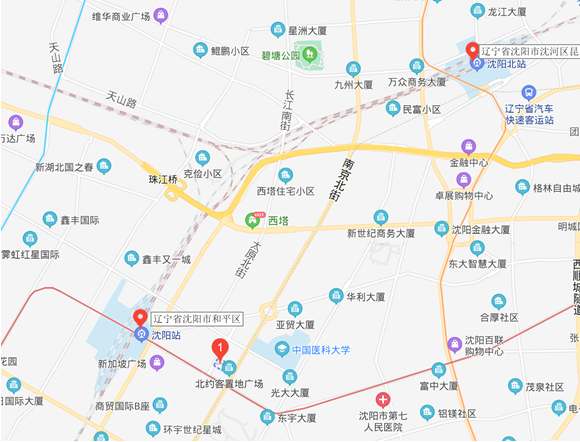 维华商业广场
星洲大厦
龙江大厦
天山路
鲲鹏小区
碧塘公园
辽宁省沈阳市沈河区昆
沈阳北站
九州大厦
万众商务大厦
天山路
长江南街
民富小区
辽宁省汽车
快速客运站
万达广场
金融中心
新湖北国之春
克俭小区
南京北街
珠江桥
西塔住宅小区
卓展购物中心
格林自由城
鑫丰国际
西塔
新世纪商务大厦
沈阳金融大厦
明城
霁虹红星国际
太原北街
鑫丰又一城
东大智慧大厦
西顺城隧道
华利大厦
合厚社区
辽宁省沈阳市和平区
亚贸大厦
沈阳站
1
中国医科大学
沈阳百联
购物中心
张
花园
新加坡广场
北约客置地广场
光大大厦
富中大厦
茂泉社区
日国际大厦
商贸国际B座
东宇大厦
沈阳市第七
人民医院
铝镁社区
环宇世纪星城